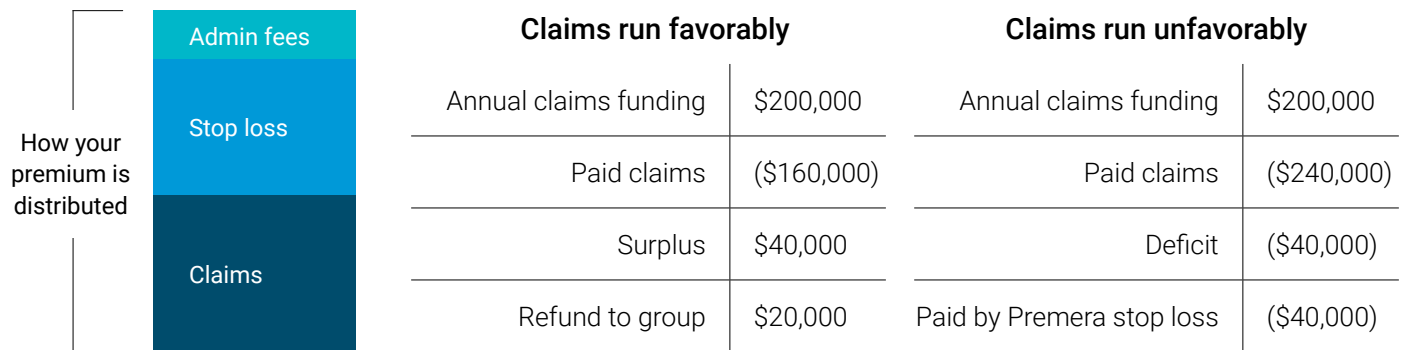 How your
premium is
distributed
Admin fees
Stop loss
Claims
Claims run favorably
Annual claims funding $200,000
Paid claims ($160,000)
Surplus $40,000
Refund to group $20,000
Claims run unfavorably
Annual claims funding $200,000
Paid claims ($240,000)
Deficit ($40,000)
Paid by Premera stop loss ($40,000)